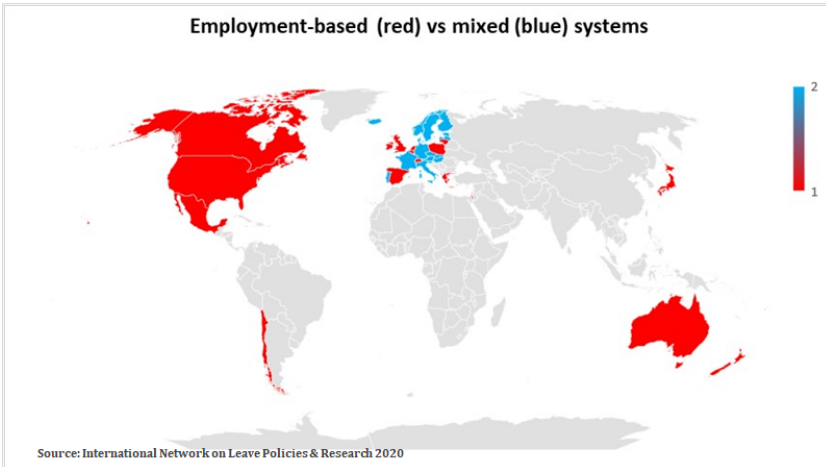 Employment-based (red) vs mixed (blue) systems
2
1
Source: International Network on Leave Policies & Research 2020